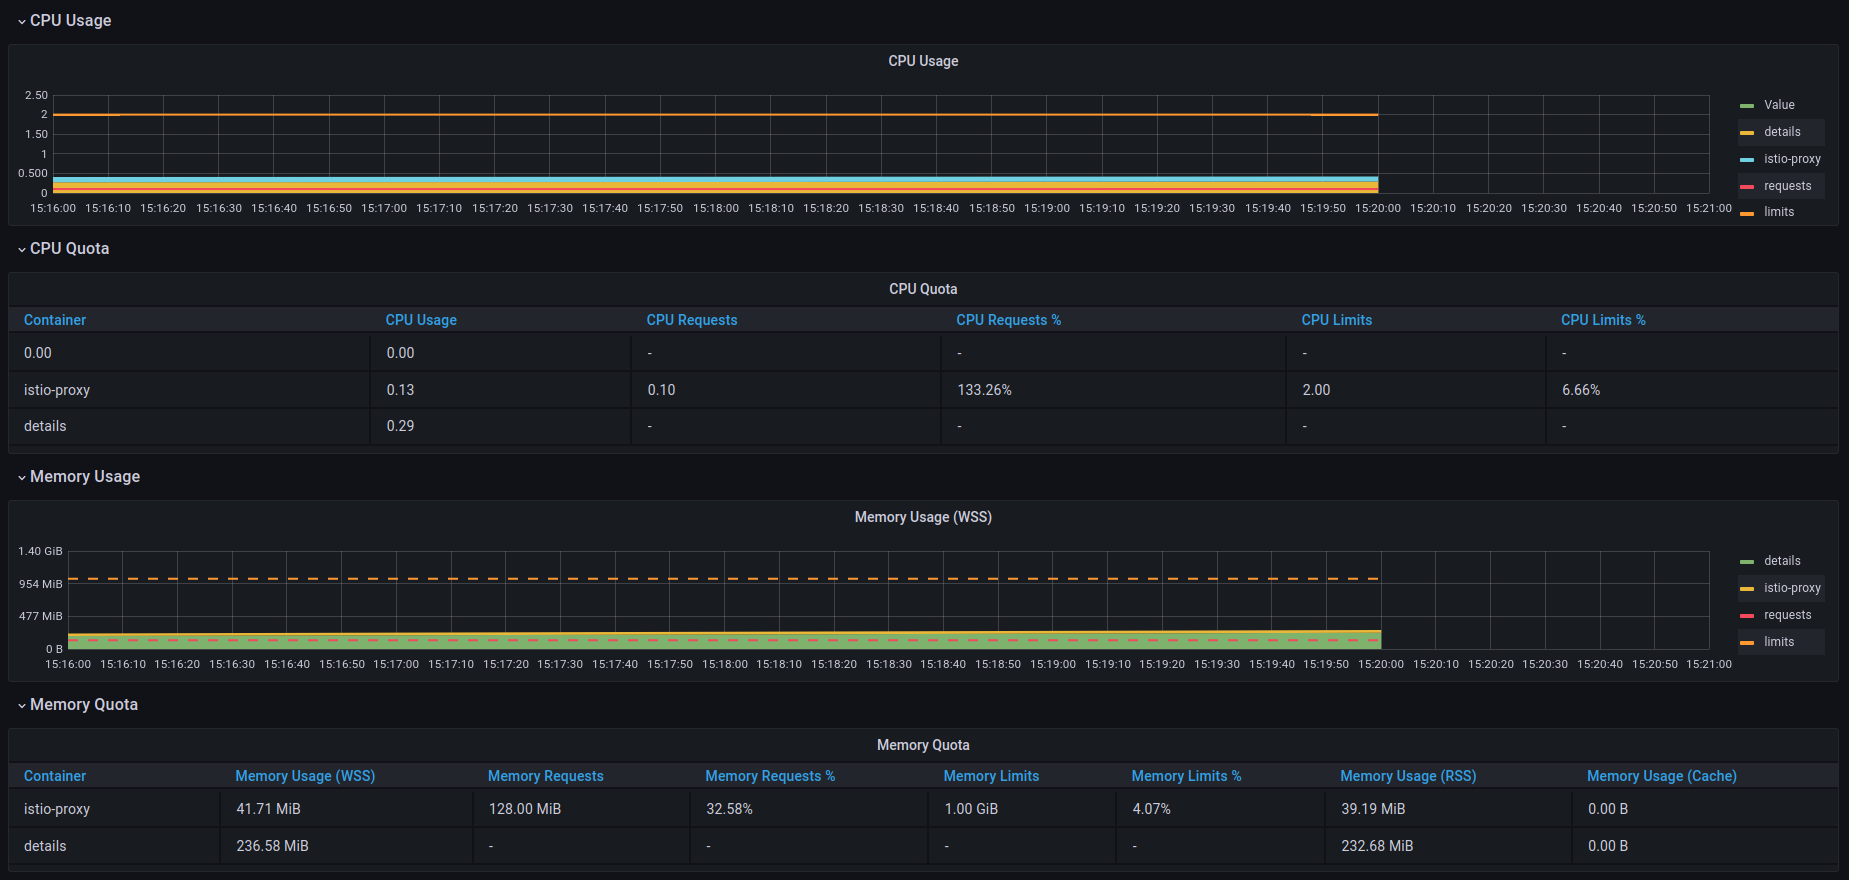 CPU Usage
CPU Usage
2.50
2
1.50
1
0.500
0
15:16:00 15:16:10 15:16:20 15:16:30 15:16:40 15:16:50 15:17:00 15:17:10 15:17:20 15:17:30 15:17:40 15:17:50 15:18:00 15:18:10 15:18:20 15:18:30 15:18:40 15:18:50 15:19:00 15:19:10 15:19:20 15:19:30 15:19:40 15:19:50 15:20:00 15:20:10 15:20:20 15:20:30 15:20:40 15:20:50 15:21:00
Value
details
istio-proxy
requests
limits
CPU Quota
CPU Quota
Container CPU Usage CPU Requests CPU Requests % CPU Limits CPU Limits %
0.00 0.00 - - - -
istio-proxy 0.13 0.10 133.26% 2.00 6.66%
details 0.29 - - - -
Memory Usage
Memory Usage (WSS)
1.40 GiB
954 MiB
477 MiB
0 B
15:16:00 15:16:10 15:16:20 15:16:30 15:16:40 15:16:50 15:17:00 15:17:10 15:17:20 15:17:30 15:17:40 15:17:50 15:18:00 15:18:10 15:18:20 15:18:30 15:18:40 15:18:50 15:19:00 15:19:10 15:19:20 15:19:30 15:19:40 15:19:50 15:20:00 15:20:10 15:20:20 15:20:30 15:20:40 15:20:50 15:21:00
details
istio-proxy
requests
limits
Memory Quota
Memory Quota
Container Memory Usage (WSS) Memory Requests Memory Requests % Memory Limits Memory Limits % Memory Usage (RSS) Memory Usage (Cache)
istio-proxy 41.71 MiB 128.00 MiB 32.58% 1.00 GiB 4.07% 39.19 MiB 0.00 B
details 236.58 MiB - - - - 232.68 MiB 0.00 B